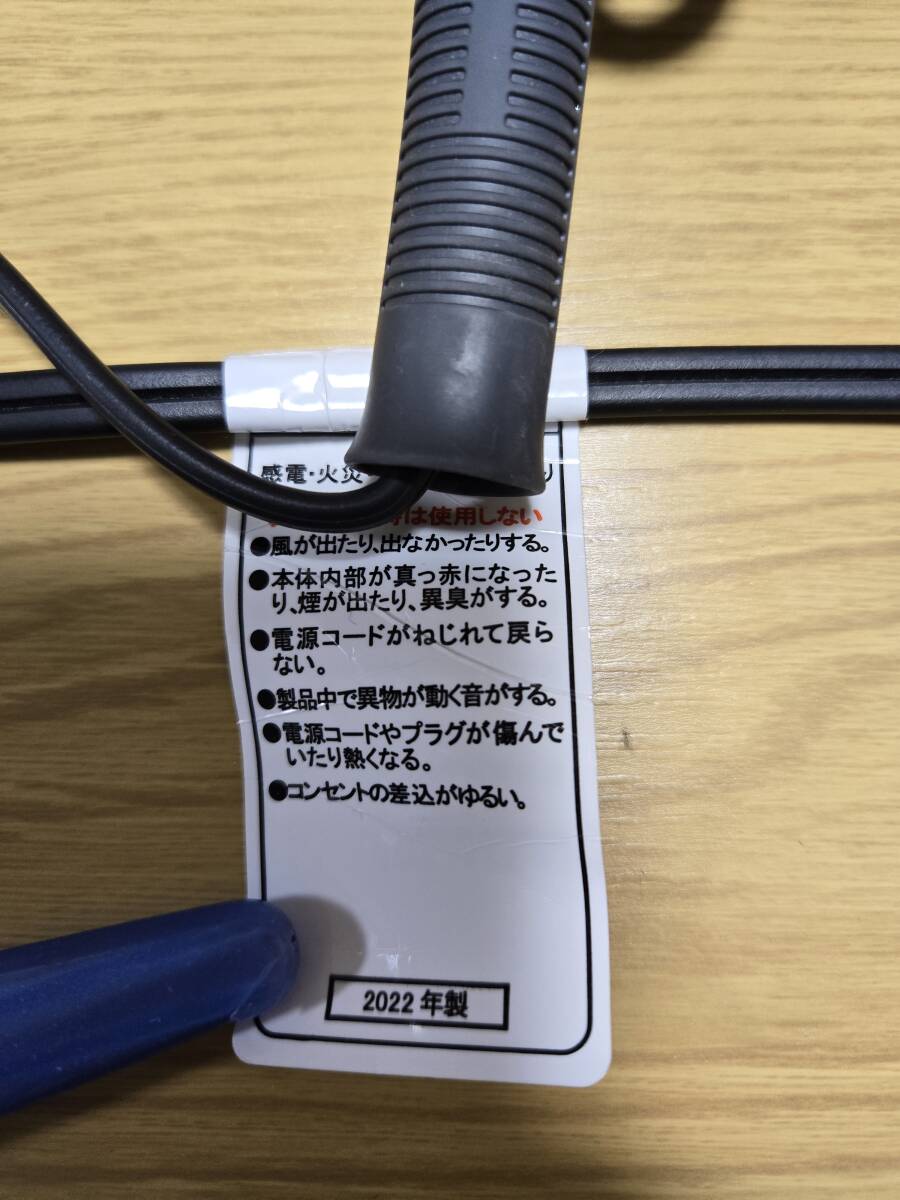 感電・火災
は使用しない
●風が出たり、出なかったりする。
●本体内部が真っ赤になった
り、煙が出たり、異臭がする。
●電源コードがねじれて戻ら
ない。
●製品中で異物が動く音がする。
●電源コードやプラグが傷んで
いたり熱くなる。
●コンセントの差込がゆるい。
2022年製